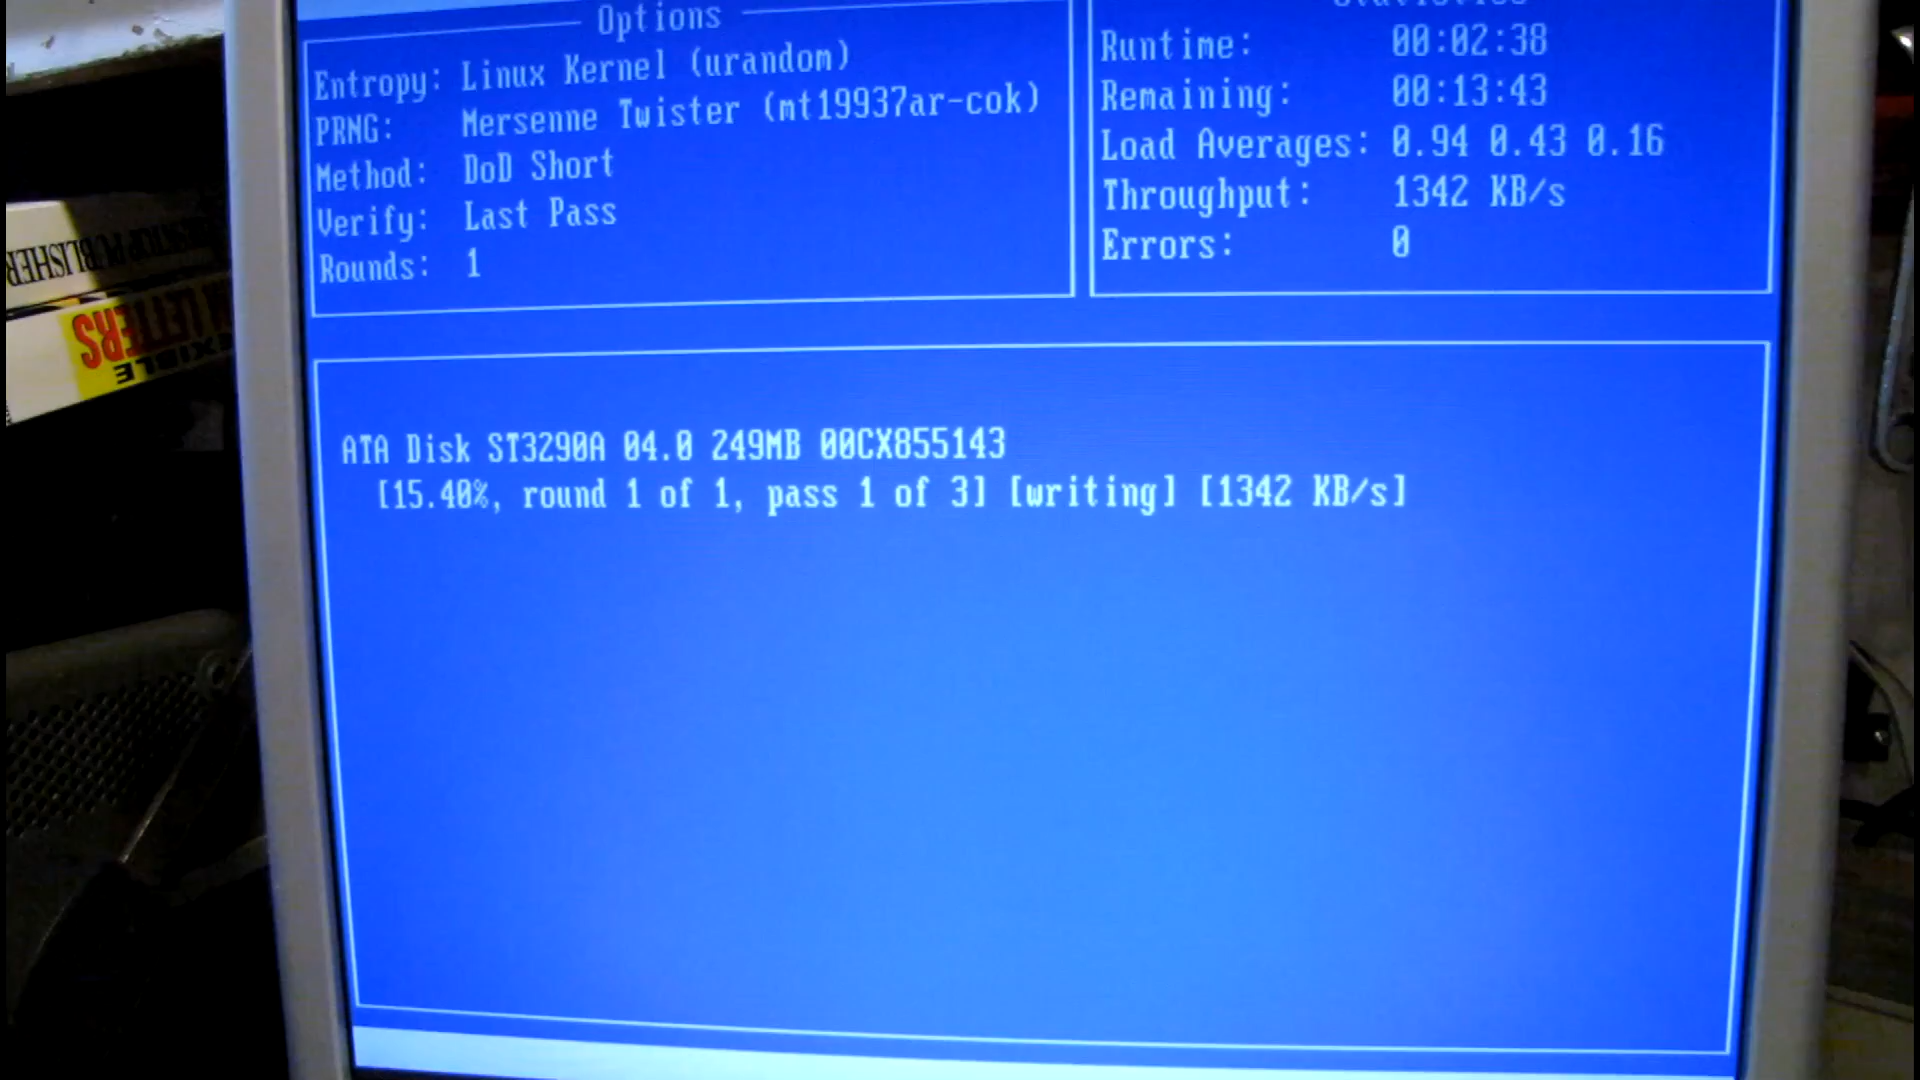 Options
Entropy: Linux Kernel (urandom)
PRNG: Mersenne Twister (mt19937ar-cok)
Method: DoD Short
Verify: Last Pass
Rounds: 1
Statistics
Runtime: 00:02:38
Remaining: 00:13:43
Load Averages: 0.94 0.43 0.16
Throughput: 1342 KB/s
Errors: 0
ATA Disk ST3290A 04.0 249MB 00CX855143
[15.40%, round 1 of 1, pass 1 of 3] [writing] [1342 KB/s]
PUBLISHER
LETTERS